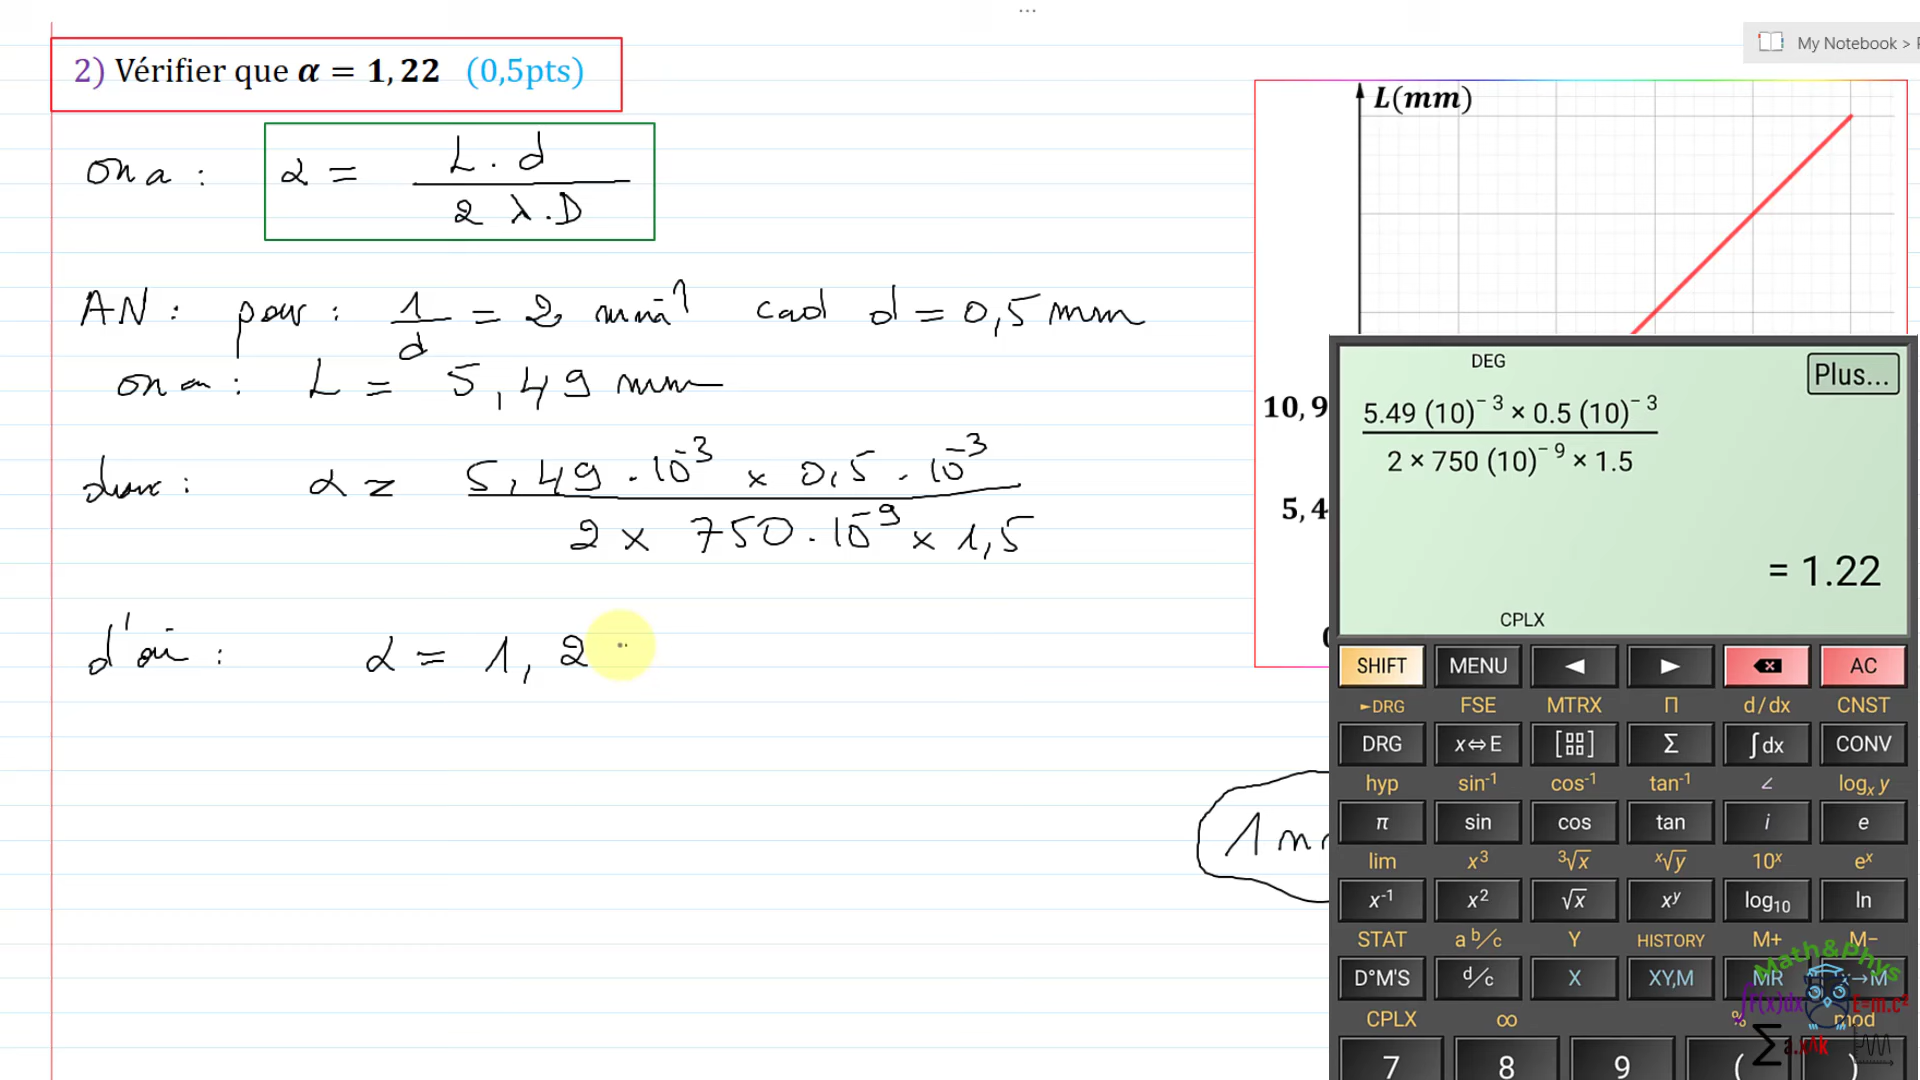 ...
My Notebook >
2) Vérifier que α = 1,22 (0,5pts)
on a : α = L . d / 2 λ . D
AN : pour : 1/d = 2 mm⁻¹ cad d = 0,5 mm
on a : L = 5,49 mm
donc : α = 5,49 . 10⁻³ × 0,5 . 10⁻³ / 2 × 750 . 10⁻⁹ × 1,5
d'où : α = 1, 2
L(mm)
10,9
5,4
1 m
DEG
Plus...
5.49 (10)⁻³ × 0.5 (10)⁻³
2 × 750 (10)⁻⁹ × 1.5
= 1.22
CPLX
SHIFT MENU ◀ ▶ ⌫ AC
►DRG FSE MTRX Π d/dx CNST
DRG x⇔E [ ] Σ ∫dx CONV
hyp sin⁻¹ cos⁻¹ tan⁻¹ ∠ logₓ y
π sin cos tan i e
lim x³ ³√x ˣ√y 10ˣ eˣ
x⁻¹ x² √x xʸ log₁₀ ln
STAT a b/c Y HISTORY M+ M−
D°M'S d/c X XY,M MR →M
CPLX ∞ % mod
7 8 9 ( )
Math&Phys
f(x)dx E=m.c²
Σ a.x^k